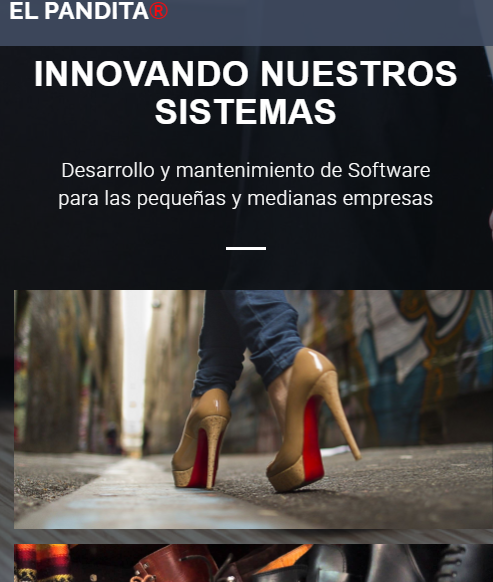 EL PANDITA®
INNOVANDO NUESTROS
SISTEMAS
Desarrollo y mantenimiento de Software
para las pequeñas y medianas empresas